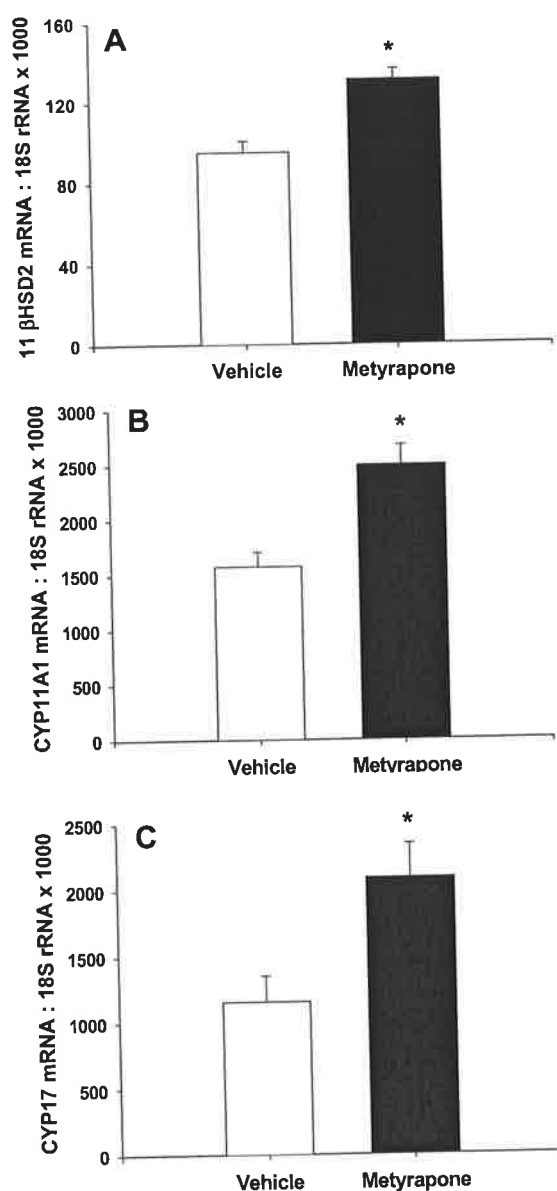 A
11 βHSD2 mRNA : 18S rRNA x 1000
160
120
80
40
0
*
Vehicle Metyrapone
B
CYP11A1 mRNA : 18S rRNA x 1000
3000
2500
2000
1500
1000
500
0
*
Vehicle Metyrapone
C
CYP17 mRNA : 18S rRNA x 1000
2500
2000
1500
1000
500
0
*
Vehicle Metyrapone